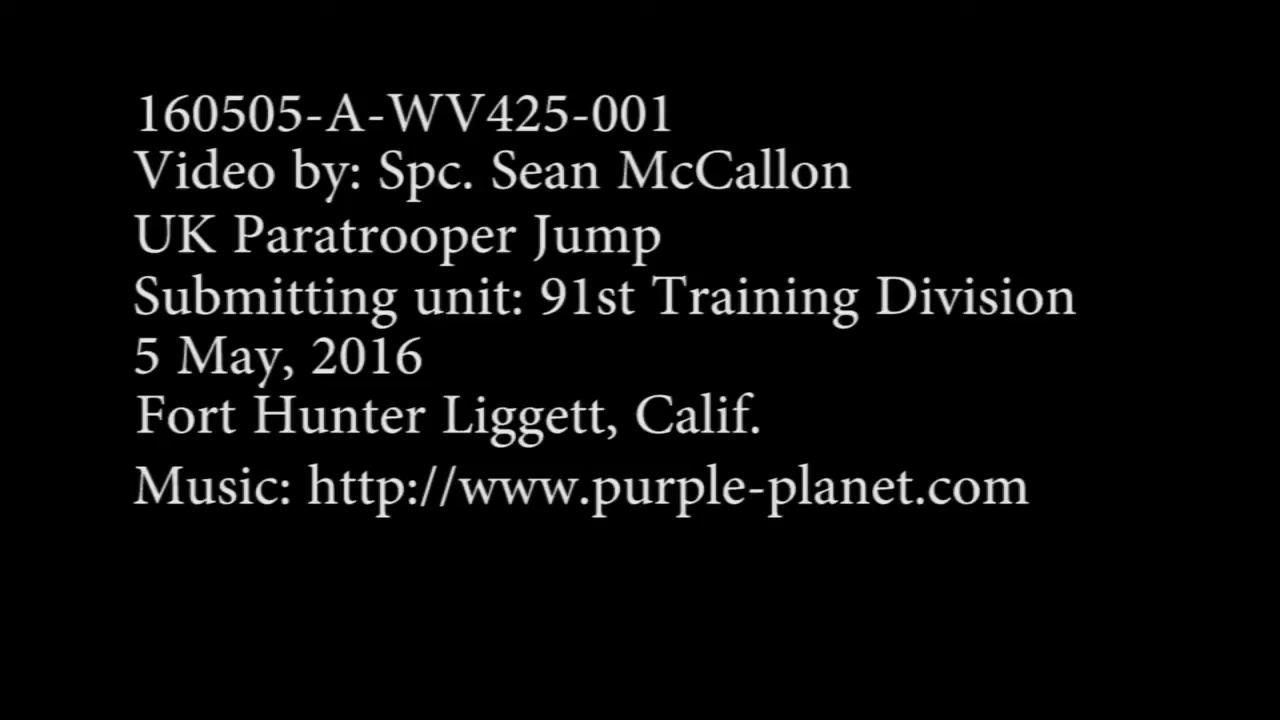 160505-A-WV425-001
Video by: Spc. Sean McCallon
UK Paratrooper Jump
Submitting unit: 91st Training Division
5 May, 2016
Fort Hunter Liggett, Calif.
Music: http://www.purple-planet.com